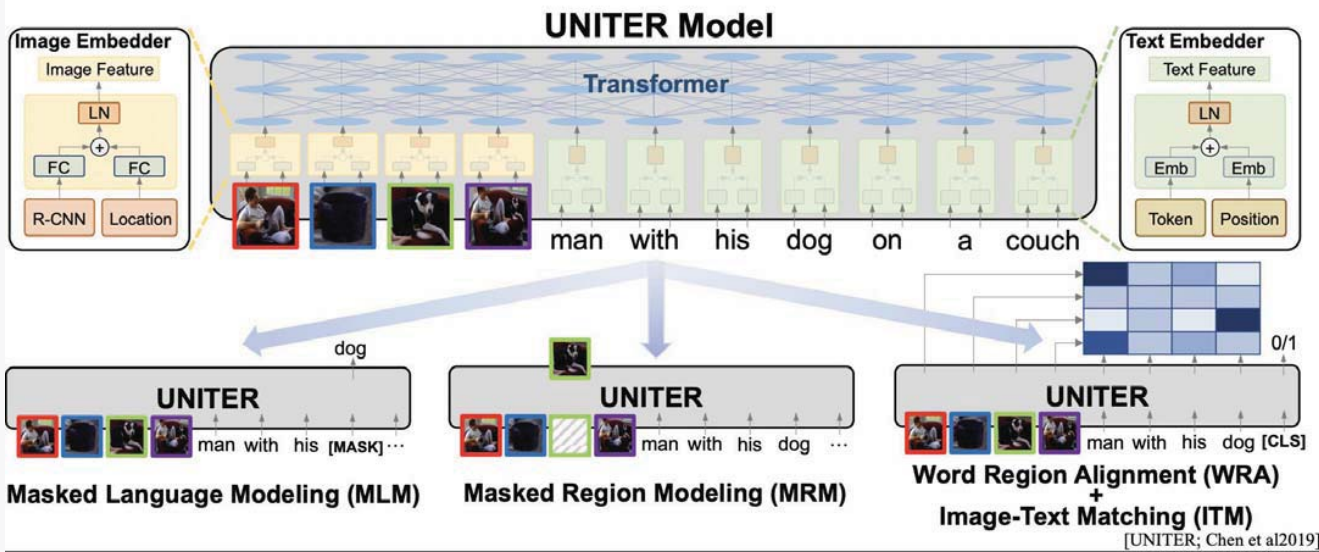 UNITER Model
Image Embedder
Image Feature
LN
+
FC FC
R-CNN Location
Transformer
man with his dog on a couch
Text Embedder
Text Feature
LN
+
Emb Emb
Token Position
dog
UNITER
man with his [MASK] ...
Masked Language Modeling (MLM)
UNITER
man with his dog ...
Masked Region Modeling (MRM)
0/1
UNITER
man with his dog [CLS]
Word Region Alignment (WRA)
+
Image-Text Matching (ITM)
[UNITER; Chen et al2019]